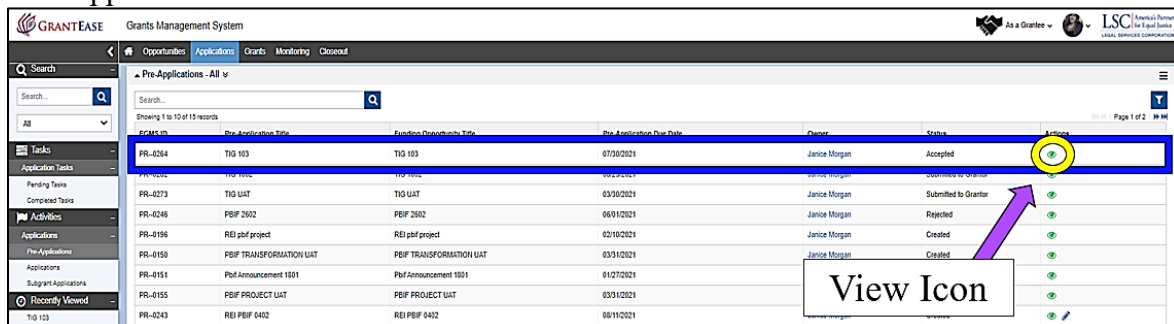 GRANTEASE Grants Management System As a Grantee LSC America's Partner for Equal Justice
LEGAL SERVICES CORPORATION
Opportunities Applications Grants Monitoring Closeout
Search
Pre-Applications - All
Search... Search...
All
Showing 1 to 10 of 15 records Page 1 of 2
EGMS ID Pre-Application Title Funding Opportunity Title Pre-Application Due Date Owner Status Actions
PR--0264 TIG 103 TIG 103 07/30/2021 Janice Morgan Accepted
Submitted to Grantor
PR--0273 TIG UAT TIG UAT 03/30/2021 Janice Morgan Submitted to Grantor
PR--0246 PBIF 2602 PBIF 2602 06/01/2021 Janice Morgan Rejected
PR--0196 REI pbif project REI pbif project 02/10/2021 Janice Morgan Created
PR--0150 PBIF TRANSFORMATION UAT PBIF TRANSFORMATION UAT 03/31/2021 Janice Morgan Created
PR--0151 Pbif Announcement 1801 Pbif Announcement 1801 01/27/2021
PR--0155 PBIF PROJECT UAT PBIF PROJECT UAT 03/31/2021
PR--0243 REI PBIF 0402 REI PBIF 0402 08/11/2021
Tasks
Application Tasks
Pending Tasks
Completed Tasks
Activities
Applications
Pre-Applications
Applications
Subgrant Applications
Recently Viewed
TIG 103
View Icon